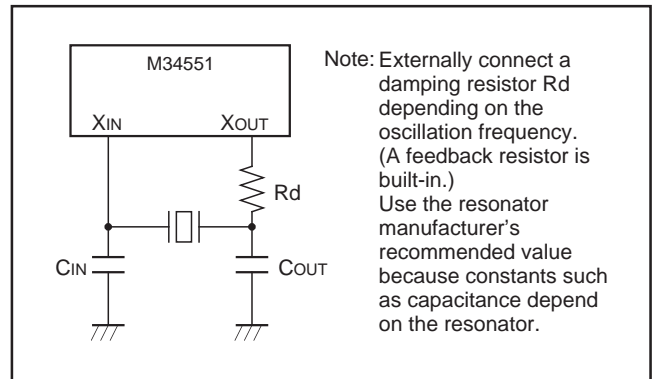 M34551
XIN XOUT
Rd
CIN COUT
Note: Externally connect a
damping resistor Rd
depending on the
oscillation frequency.
(A feedback resistor is
built-in.)
Use the resonator
manufacturer's
recommended value
because constants such
as capacitance depend
on the resonator.